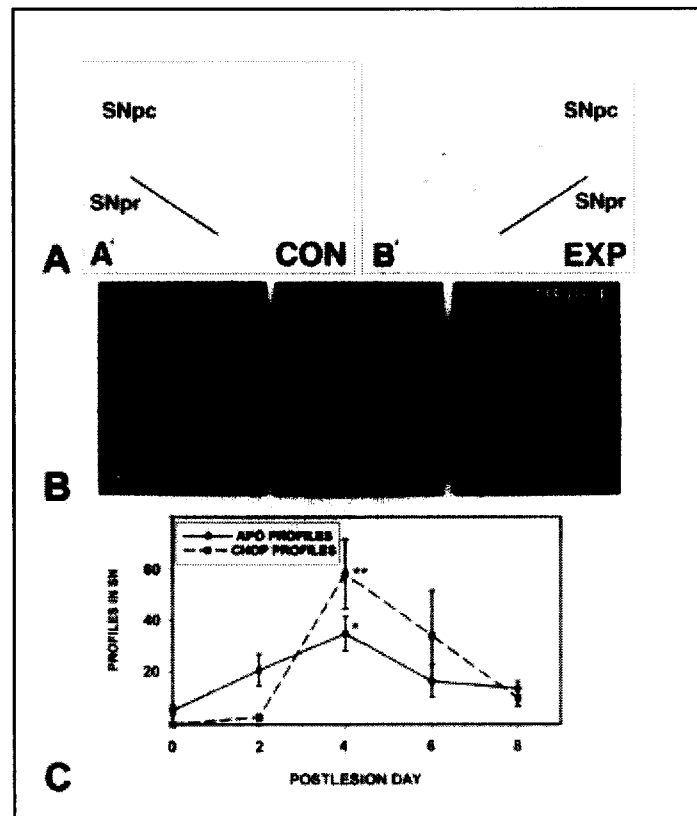 SNpc
SNpc
SNpr
SNpr
A
A'
CON
B'
EXP
B
APO PROFILES
CHOP PROFILES
PROFILES IN SN
60
40
20
**
*
0 2 4 6 8
C
POSTLESION DAY